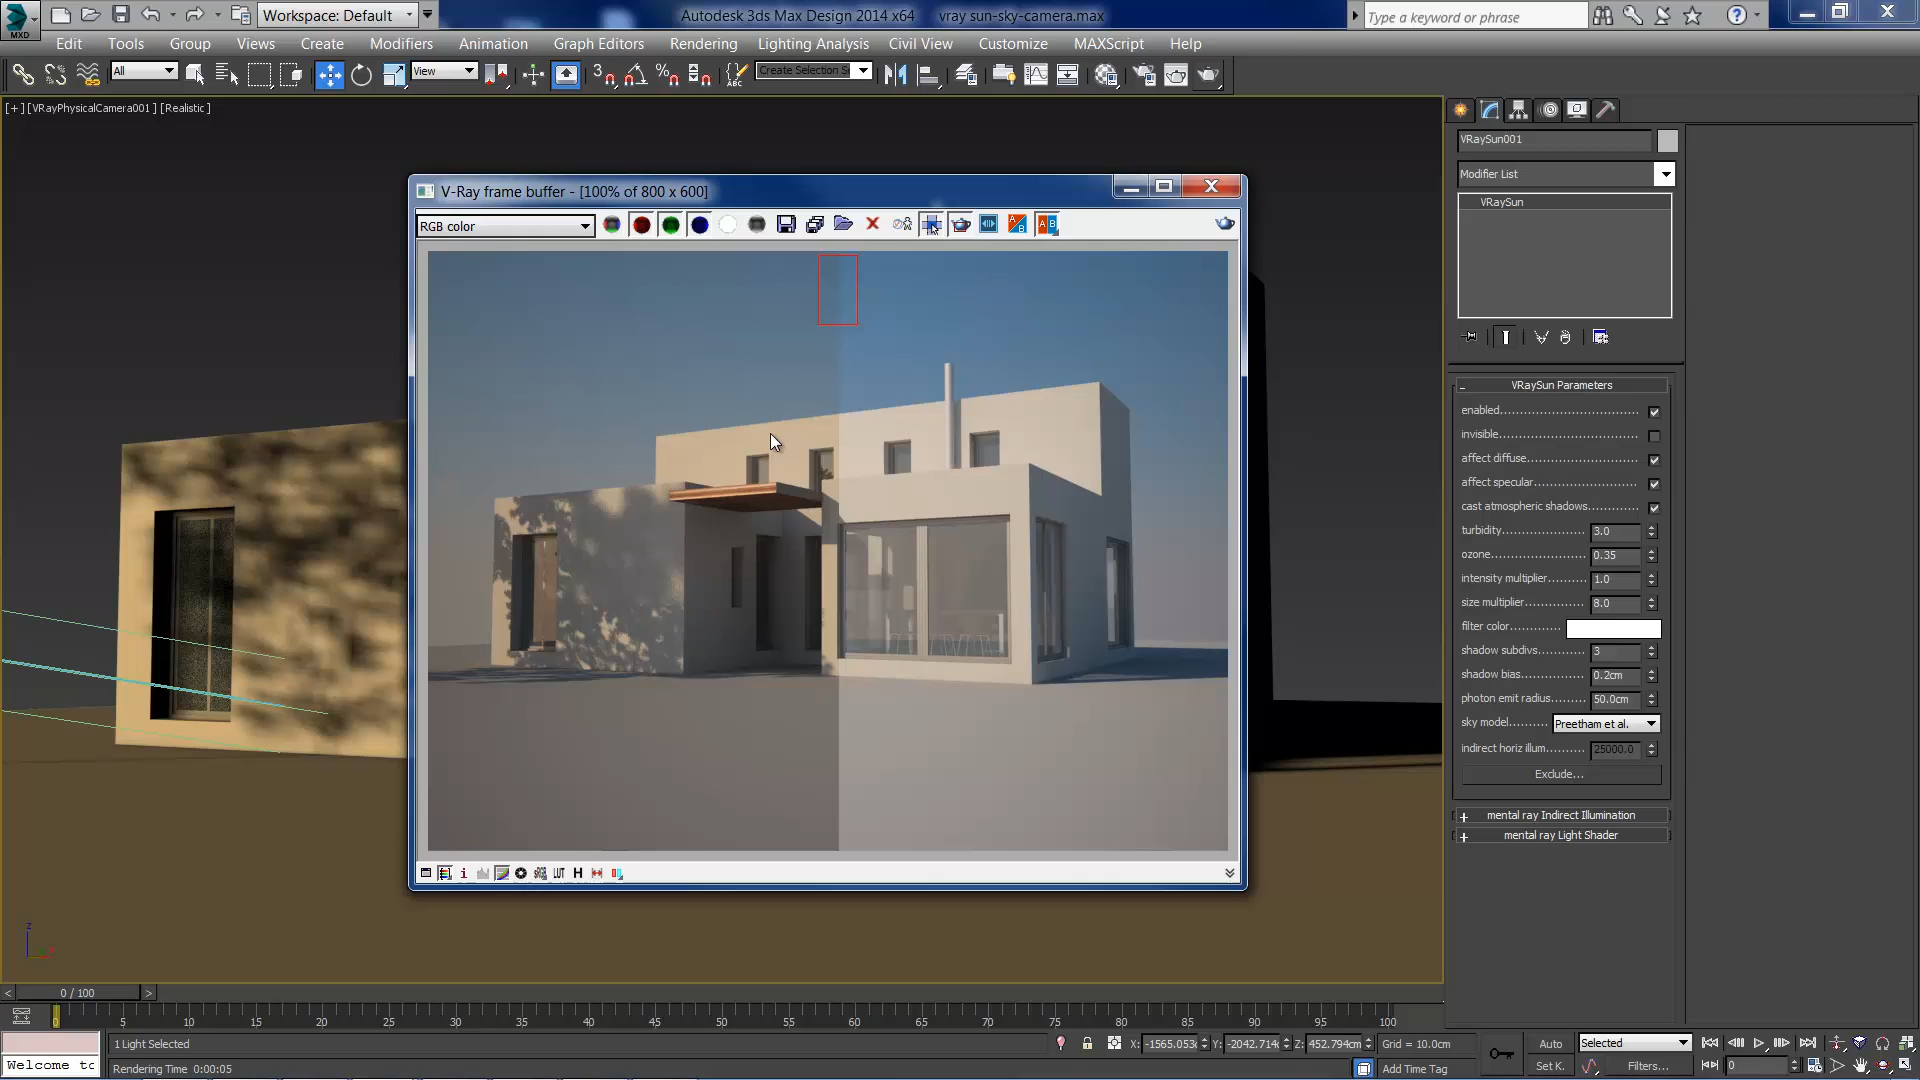 MXD
Workspace: Default
Autodesk 3ds Max Design 2014 x64 vray sun-sky-camera.max
Type a keyword or phrase
Edit Tools Group Views Create Modifiers Animation Graph Editors Rendering Lighting Analysis Civil View Customize MAXScript Help
All
View
3
ABC
Create Selection S
[+] [VRayPhysicalCamera001] [Realistic]
V-Ray frame buffer - [100% of 800 x 600]
RGB color
LUT H
VRaySun001
Modifier List
VRaySun
VRaySun Parameters
enabled
invisible
affect diffuse
affect specular
cast atmospheric shadows
turbidity 3.0
ozone 0.35
intensity multiplier 1.0
size multiplier 8.0
filter color
shadow subdivs 3
shadow bias 0.2cm
photon emit radius 50.0cm
sky model Preetham et al.
indirect horiz illum 25000.0
Exclude...
mental ray Indirect Illumination
mental ray Light Shader
0 / 100
0 5 10 15 20 25 30 35 40 45 50 55 60 65 70 75 80 85 90 95 100
1 Light Selected
X: -1565.053 Y: -2042.714 Z: 452.794cm
Grid = 10.0cm
Auto
Selected
Welcome tc
Rendering Time 0:00:05
Add Time Tag
Set K.
Filters...
0